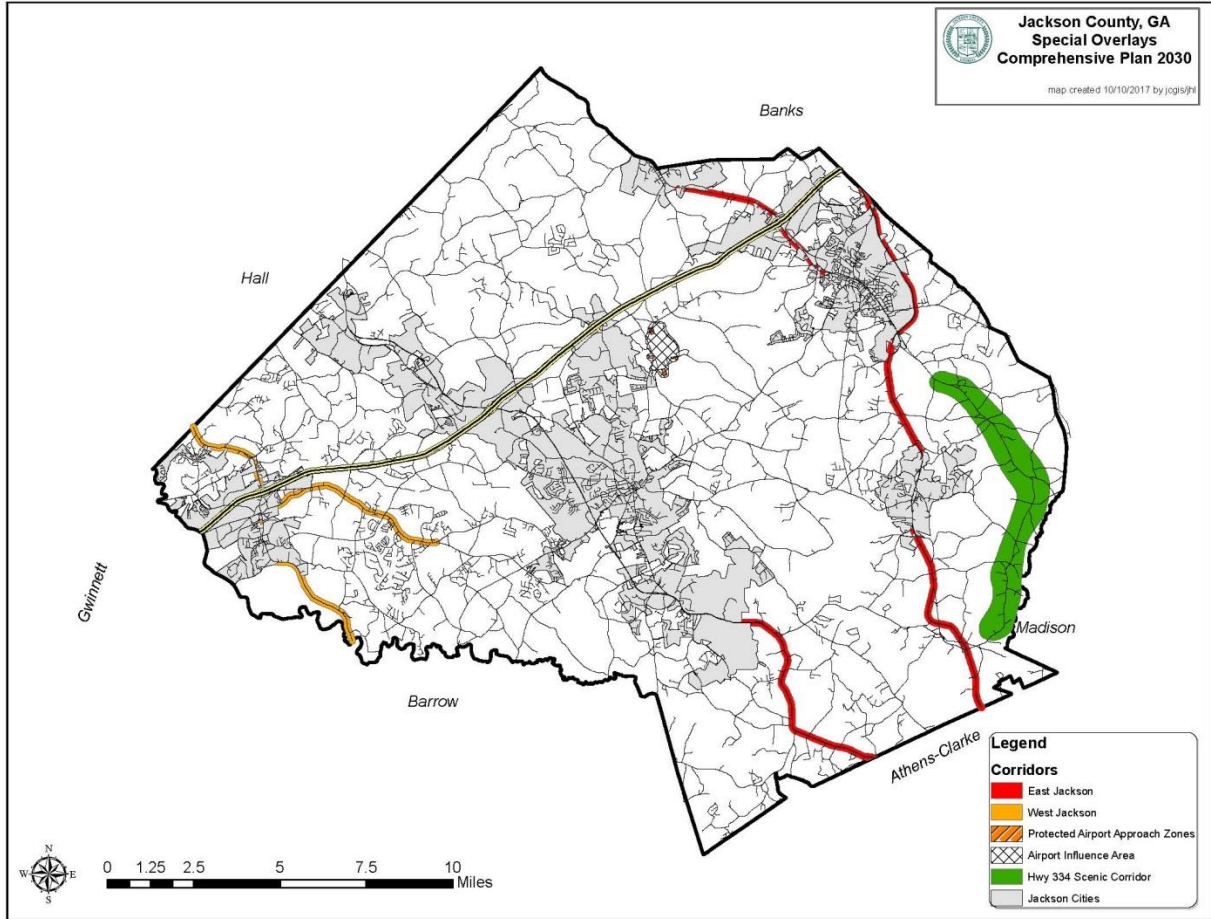 Jackson County, GA
Special Overlays
Comprehensive Plan 2030
map created 10/10/2017 by jcgis/jhl
Banks
Hall
Gwinnett
Madison
Barrow
Athens-Clarke
Legend
Corridors
East Jackson
West Jackson
Protected Airport Approach Zones
Airport Influence Area
Hwy 334 Scenic Corridor
Jackson Cities
N
W E
S
0 1.25 2.5 5 7.5 10
Miles